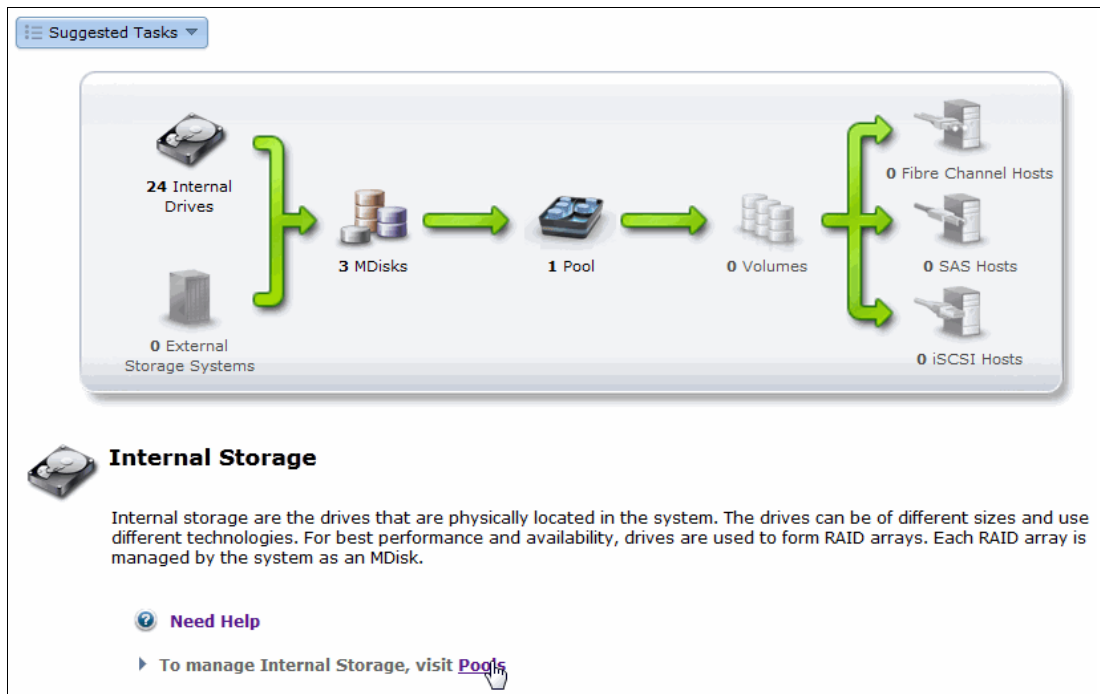 Suggested Tasks
24 Internal
Drives
0 External
Storage Systems
3 MDisks
1 Pool
0 Volumes
0 Fibre Channel Hosts
0 SAS Hosts
0 iSCSI Hosts
Internal Storage
Internal storage are the drives that are physically located in the system. The drives can be of different sizes and use
different technologies. For best performance and availability, drives are used to form RAID arrays. Each RAID array is
managed by the system as an MDisk.
Need Help
To manage Internal Storage, visit Pools